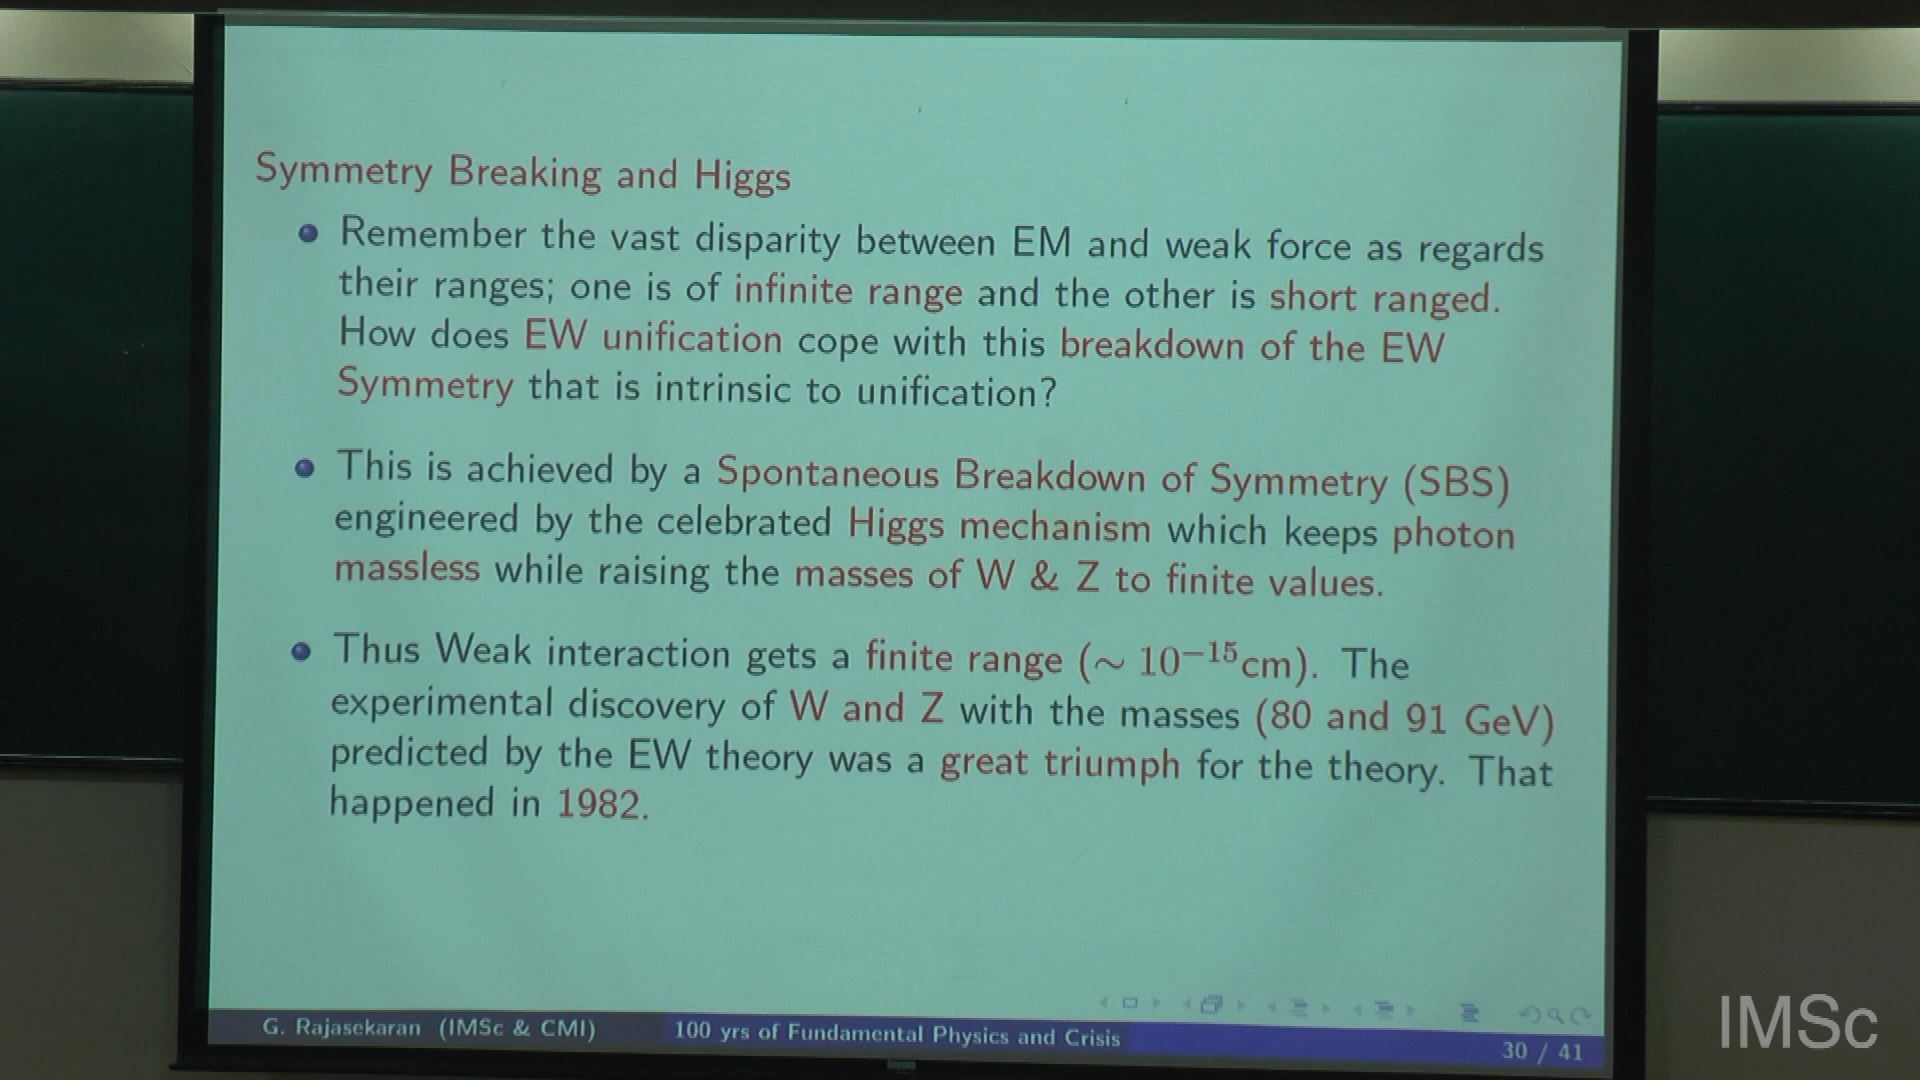 Symmetry Breaking and Higgs
Remember the vast disparity between EM and weak force as regards
their ranges; one is of infinite range and the other is short ranged.
How does EW unification cope with this breakdown of the EW
Symmetry that is intrinsic to unification?
This is achieved by a Spontaneous Breakdown of Symmetry (SBS)
engineered by the celebrated Higgs mechanism which keeps photon
massless while raising the masses of W & Z to finite values.
Thus Weak interaction gets a finite range (∼ 10⁻¹⁵cm). The
experimental discovery of W and Z with the masses (80 and 91 GeV)
predicted by the EW theory was a great triumph for the theory. That
happened in 1982.
G. Rajasekaran (IMSc & CMI) 100 yrs of Fundamental Physics and Crisis 30 / 41
IMSc